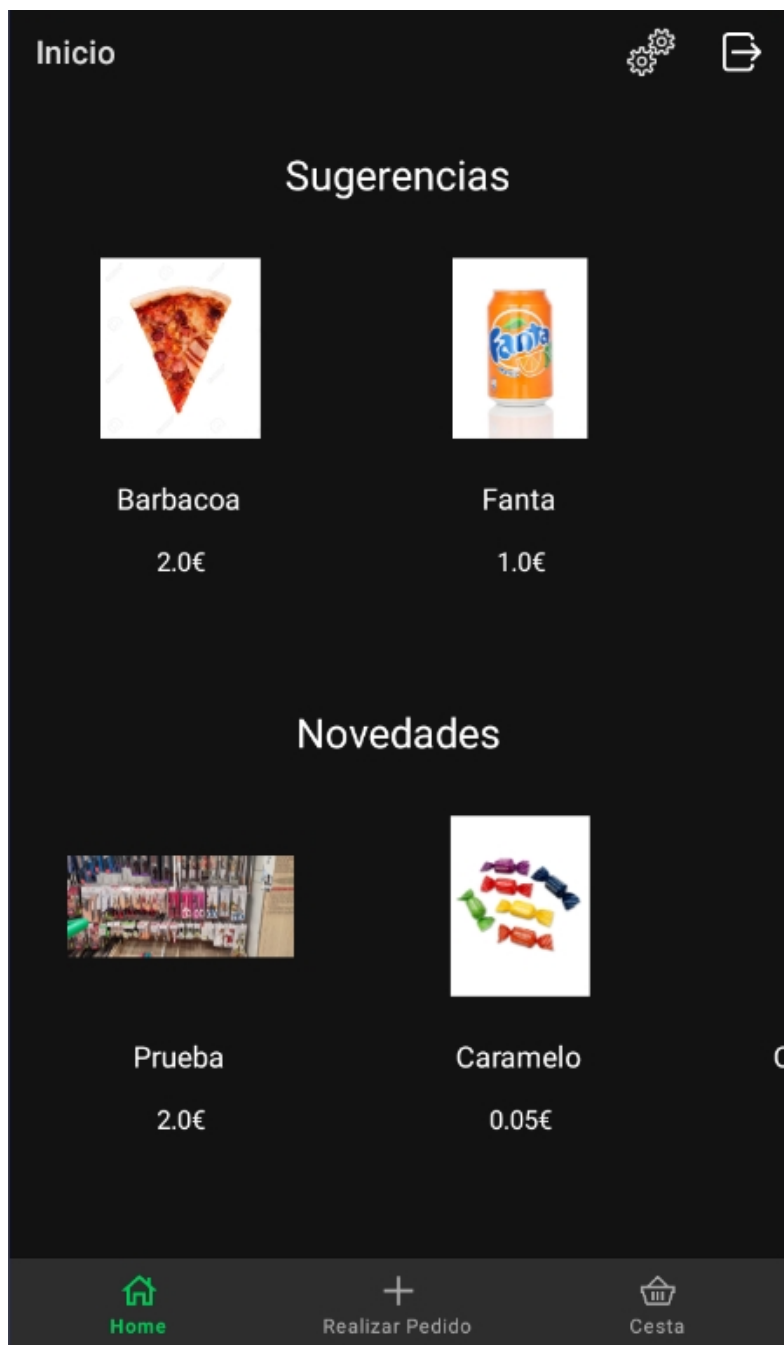 Inicio
Sugerencias
Fanta
Barbacoa
Fanta
2.0€
1.0€
Novedades
Prueba
Caramelo
2.0€
0.05€
Home
Realizar Pedido
Cesta